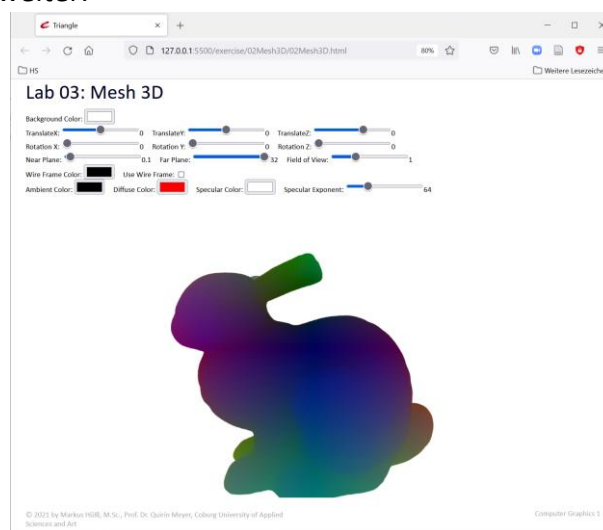 Triangle × +
127.0.0.1:5500/exercise/02Mesh3D/02Mesh3D.html 80%
HS Weitere Lesezeichen
Lab 03: Mesh 3D
Background Color:
TranslateX: 0 TranslateY: 0 TranslateZ: 0
Rotation X: 0 Rotation Y: 0 Rotation Z: 0
Near Plane: 0.1 Far Plane: 32 Field of View: 1
Wire Frame Color: Use Wire Frame:
Ambient Color: Diffuse Color: Specular Color: Specular Exponent: 64
© 2021 by Markus Hüßl, M.Sc., Prof. Dr. Quirin Meyer, Coburg University of Applied
Sciences and Art
Computer Graphics 1